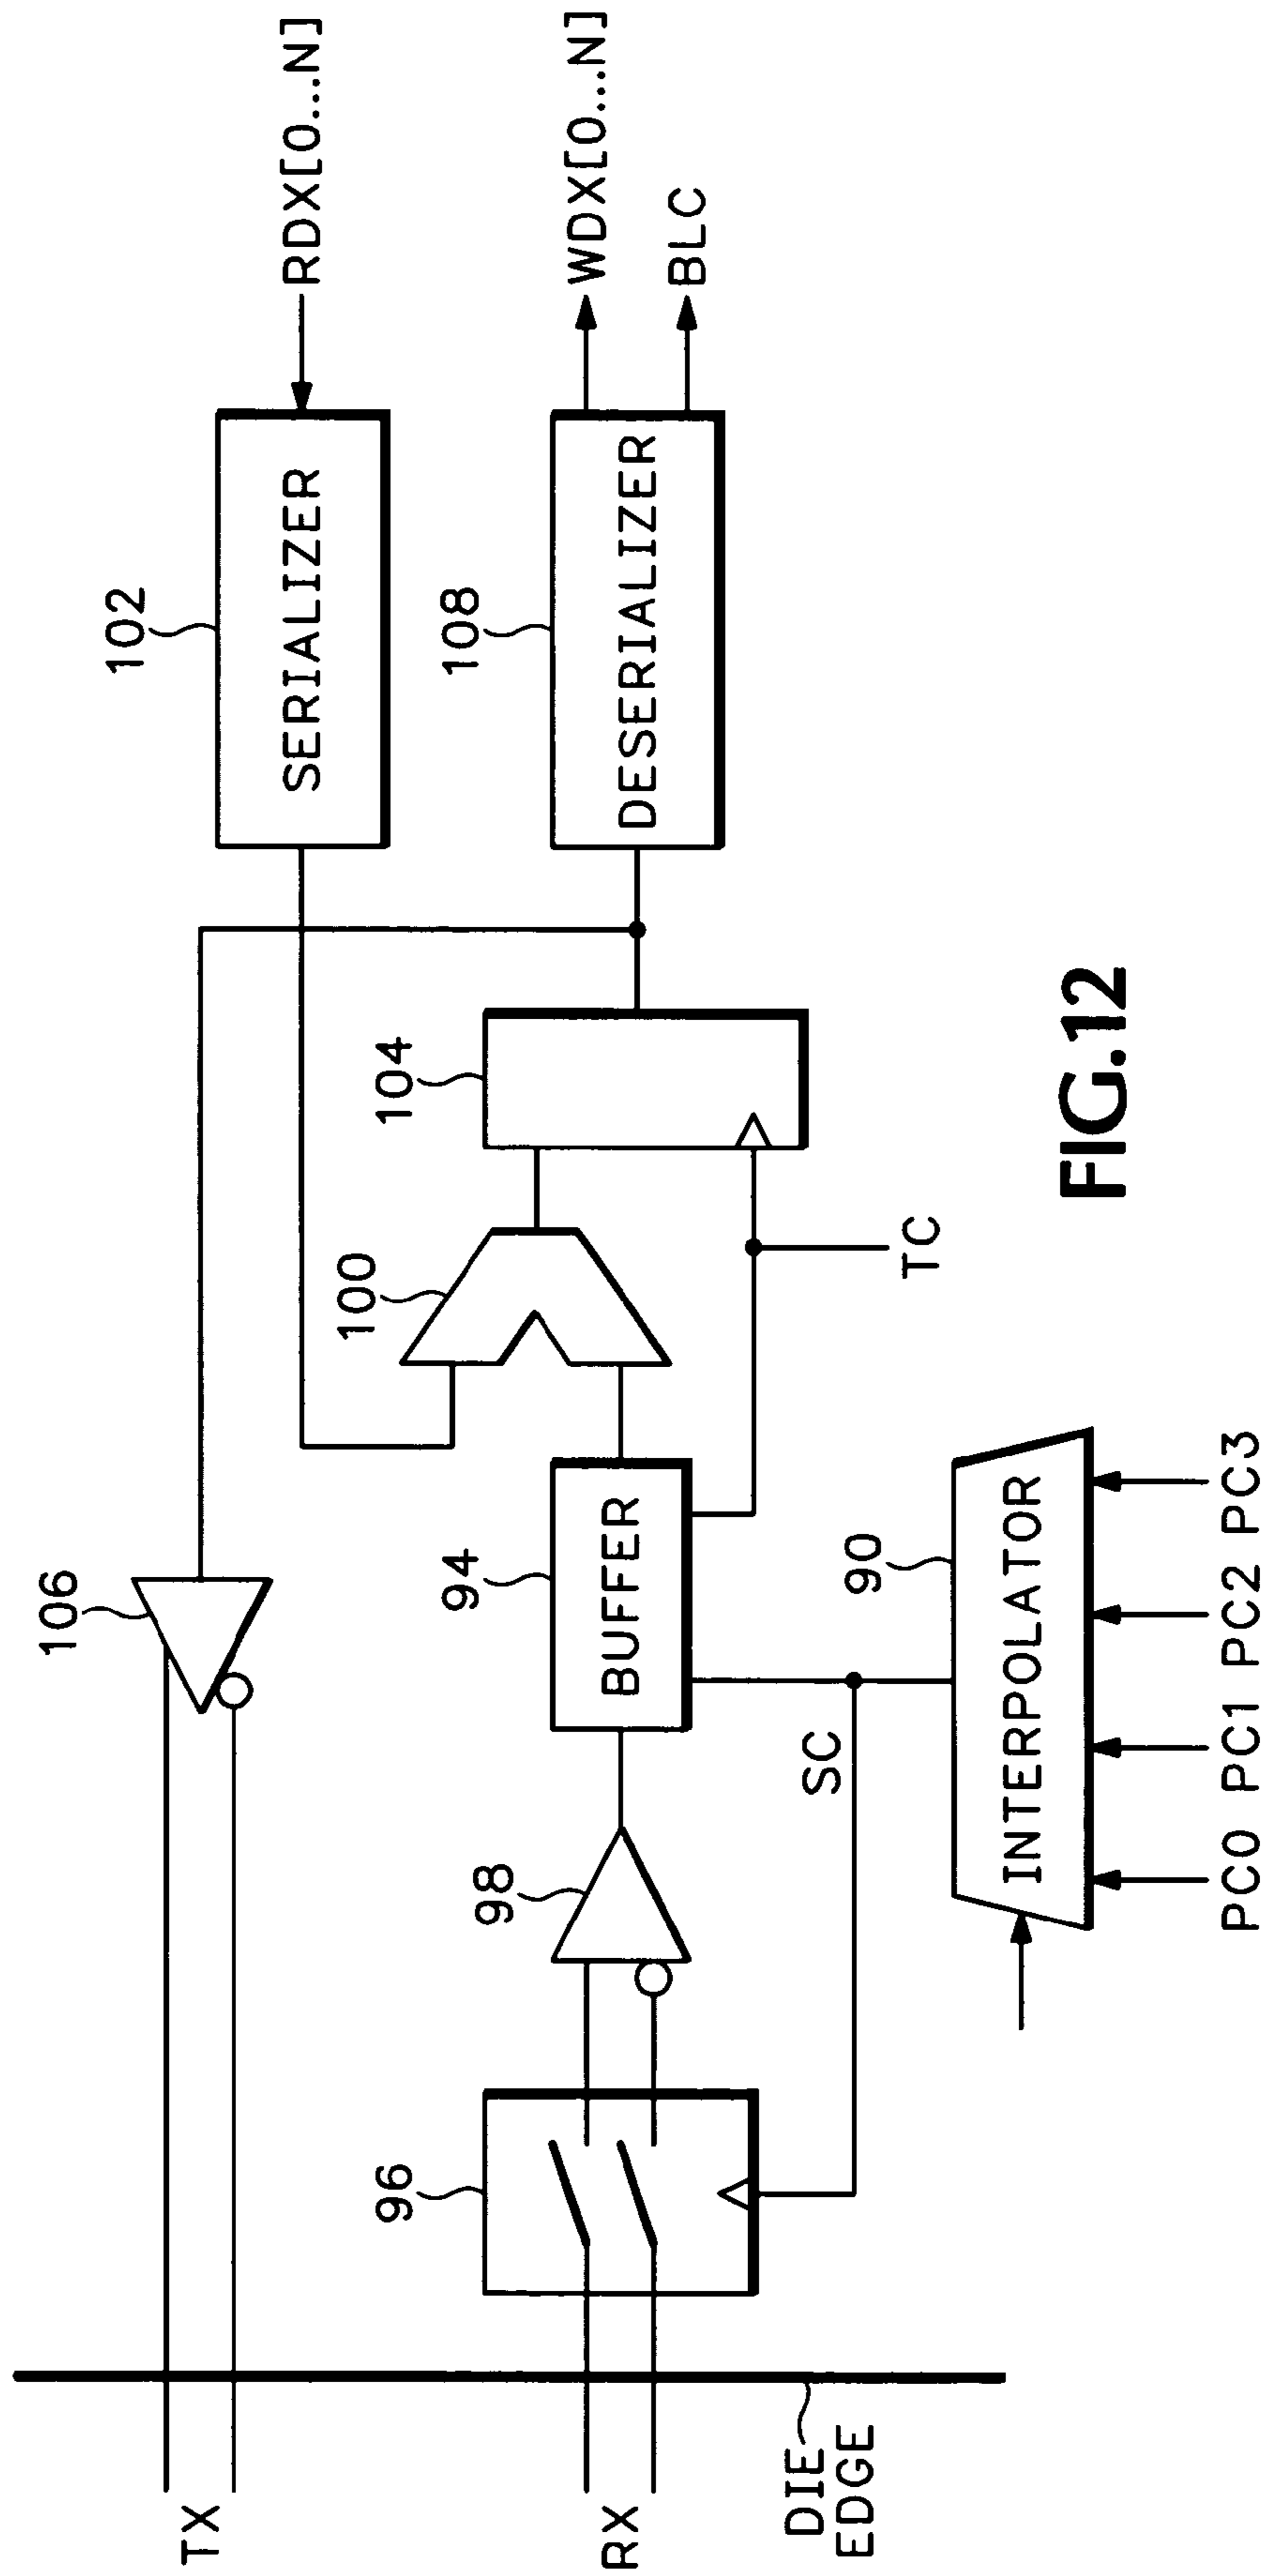 102
SERIALIZER
RDX[0...N]
106
TX
108
DESERIALIZER
WDX[0...N]
BLC
104
100
94
BUFFER
98
96
RX
SC
TC
90
INTERPOLATOR
PC0 PC1 PC2 PC3
DIE
EDGE
FIG.12